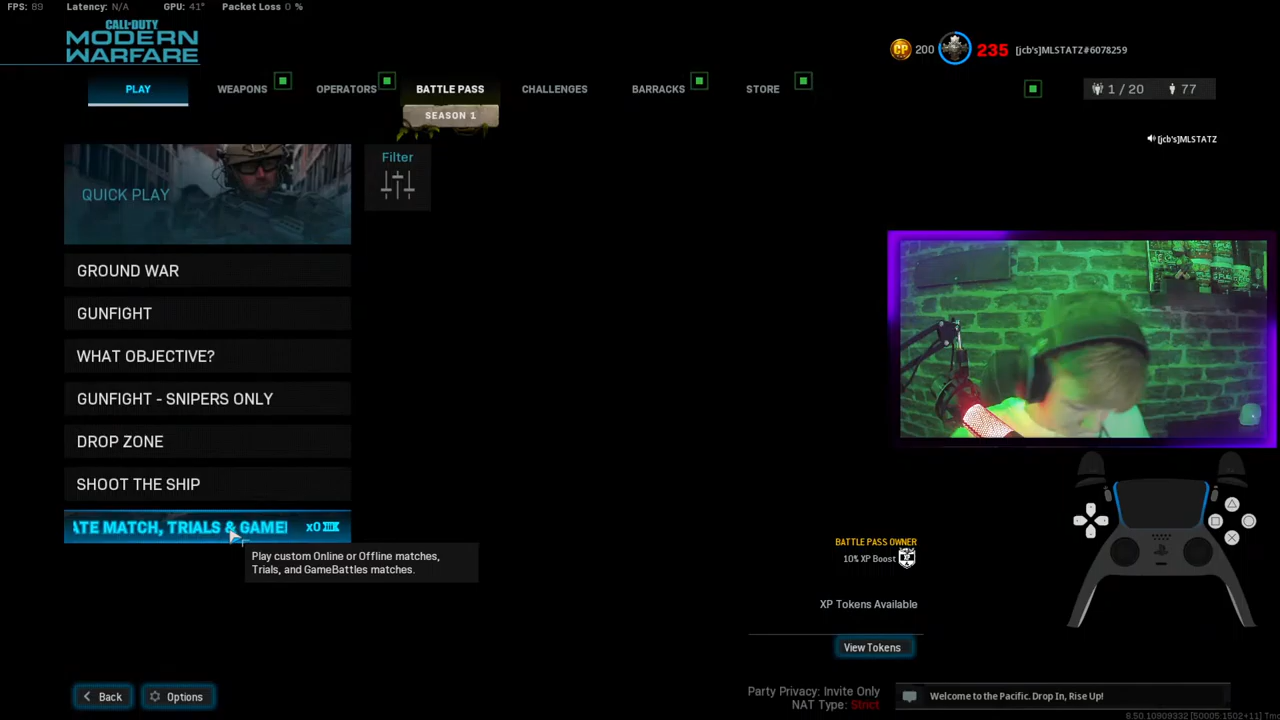 FPS: 89 Latency: N/A GPU: 41° Packet Loss 0 %
CALL·DUTY
MODERN
WARFARE
200 235 [jcb's]MLSTATZ#6078259
PLAY WEAPONS OPERATORS BATTLE PASS CHALLENGES BARRACKS STORE 1 / 20 77
SEASON 1
[jcb's]MLSTATZ
Filter
QUICK PLAY
GROUND WAR
GUNFIGHT
WHAT OBJECTIVE?
GUNFIGHT - SNIPERS ONLY
DROP ZONE
SHOOT THE SHIP
ATE MATCH, TRIALS & GAME x0
Play custom Online or Offline matches,
Trials, and GameBattles matches.
BATTLE PASS OWNER
10% XP Boost
XP Tokens Available
View Tokens
Back Options
Party Privacy: Invite Only
NAT Type: Strict
Welcome to the Pacific. Drop In, Rise Up!